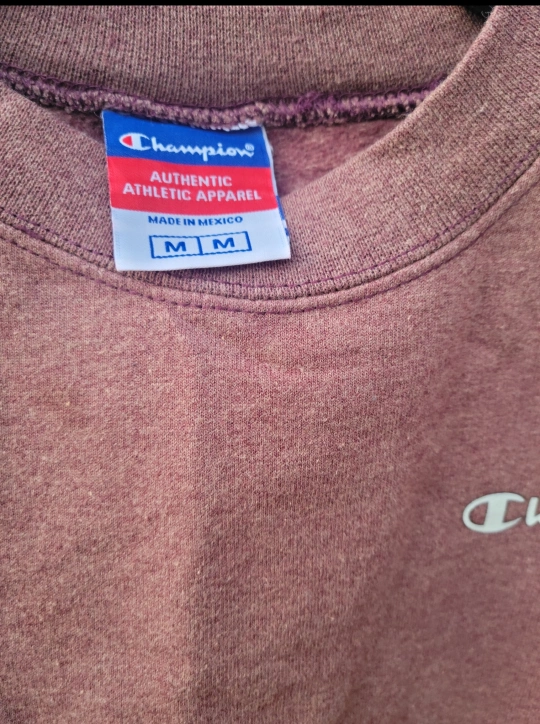 Champion®
AUTHENTIC
ATHLETIC APPAREL
MADE IN MEXICO
M M